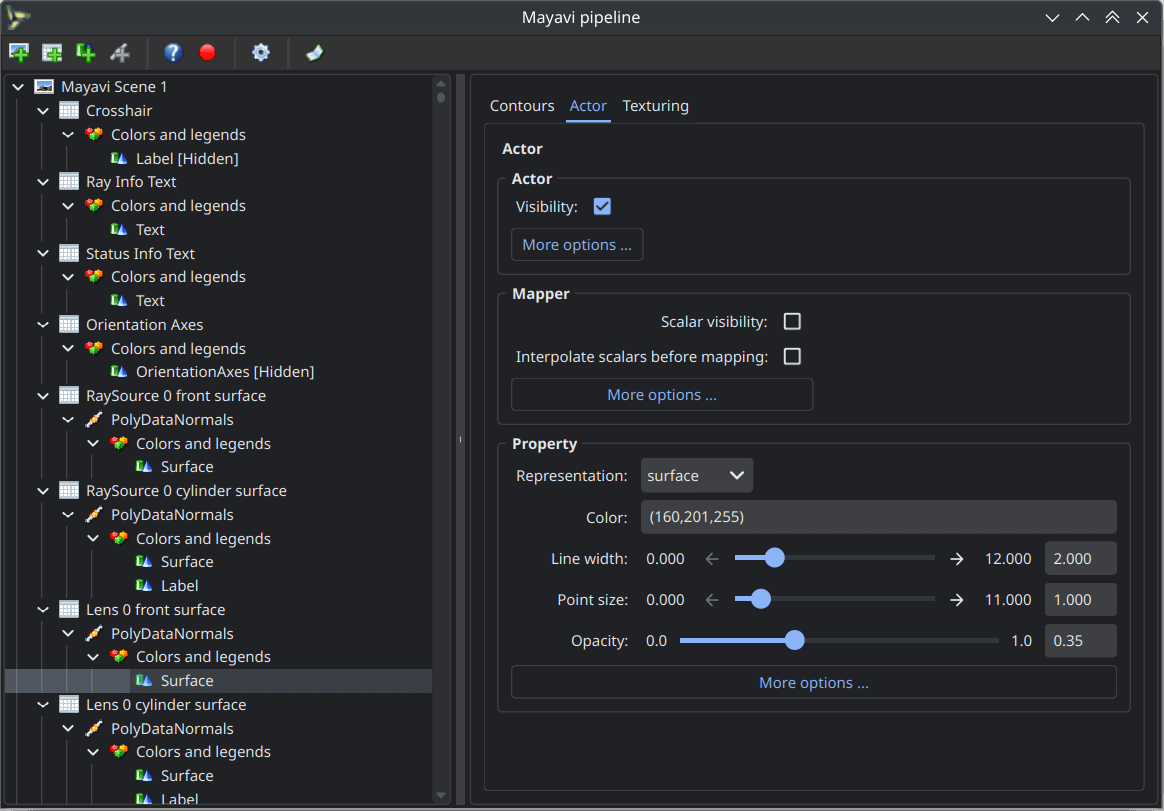 Mayavi pipeline
Mayavi Scene 1
Crosshair
Colors and legends
Label [Hidden]
Ray Info Text
Colors and legends
Text
Status Info Text
Colors and legends
Text
Orientation Axes
Colors and legends
OrientationAxes [Hidden]
RaySource 0 front surface
PolyDataNormals
Colors and legends
Surface
RaySource 0 cylinder surface
PolyDataNormals
Colors and legends
Surface
Label
Lens 0 front surface
PolyDataNormals
Colors and legends
Surface
Lens 0 cylinder surface
PolyDataNormals
Colors and legends
Surface
Label
Contours Actor Texturing
Actor
Actor
Visibility:
More options ...
Mapper
Scalar visibility:
Interpolate scalars before mapping:
More options ...
Property
Representation: surface
Color: (160,201,255)
Line width: 0.000 12.000 2.000
Point size: 0.000 11.000 1.000
Opacity: 0.0 1.0 0.35
More options ...